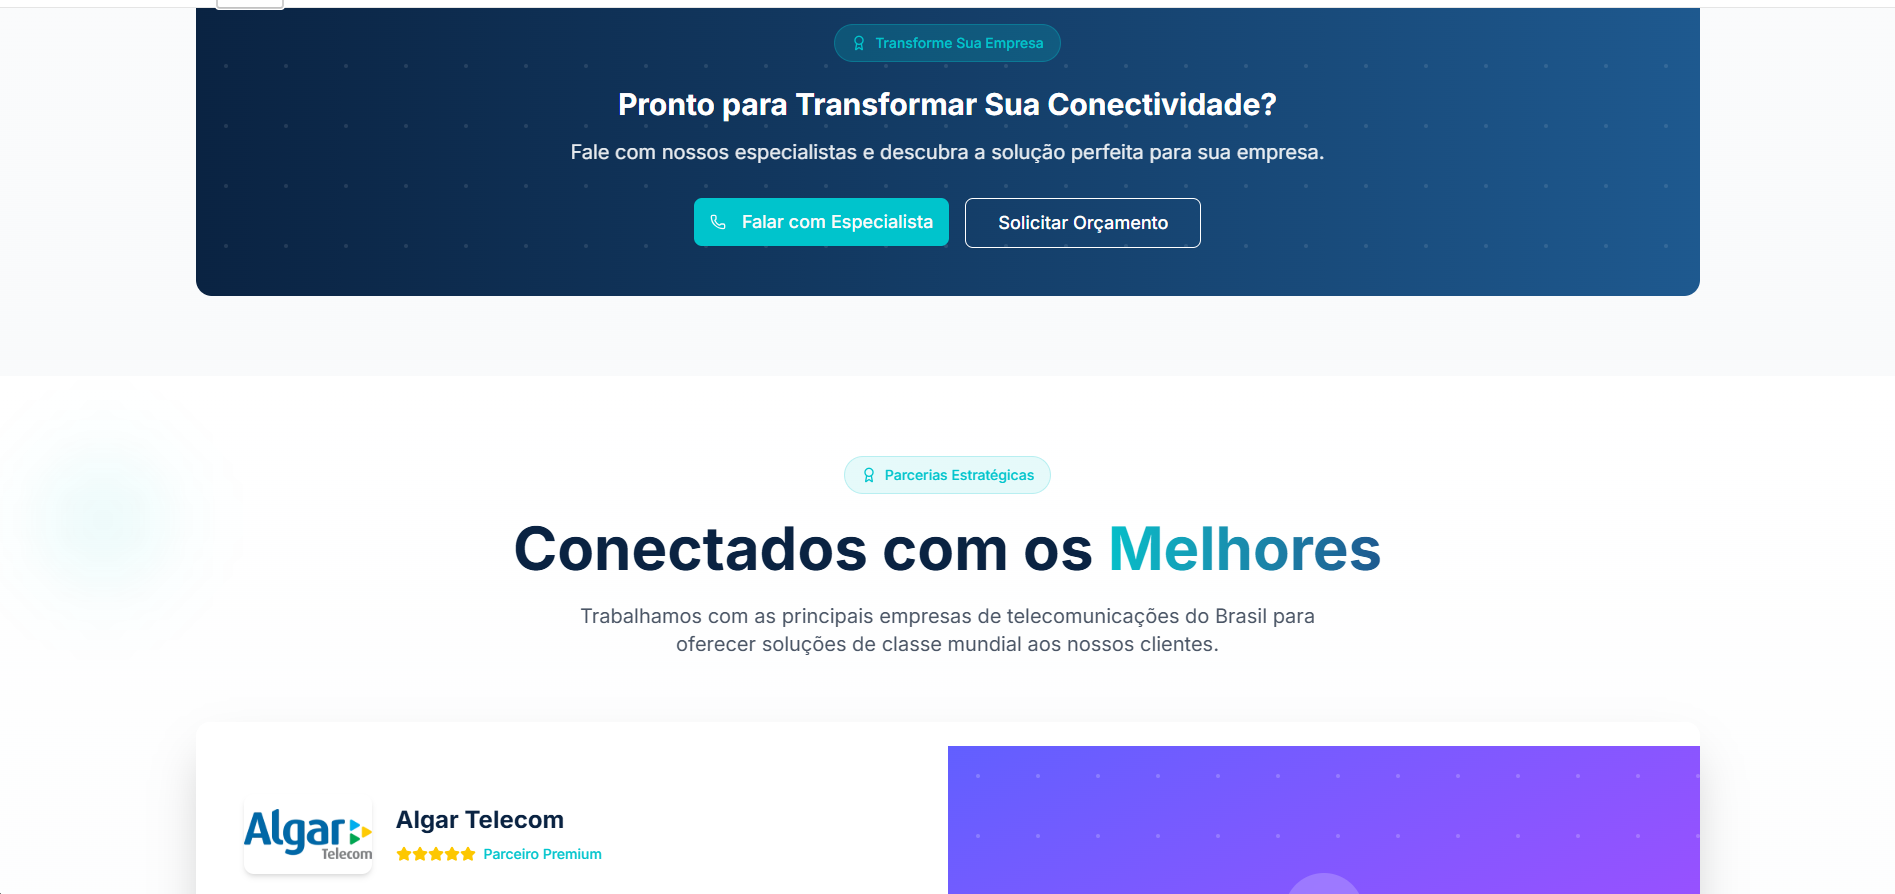 Transforme Sua Empresa
Pronto para Transformar Sua Conectividade?
Fale com nossos especialistas e descubra a solução perfeita para sua empresa.
Falar com Especialista
Solicitar Orçamento
Parcerias Estratégicas
Conectados com os Melhores
Trabalhamos com as principais empresas de telecomunicações do Brasil para
oferecer soluções de classe mundial aos nossos clientes.
Algar
Telecom
Algar Telecom
Parceiro Premium